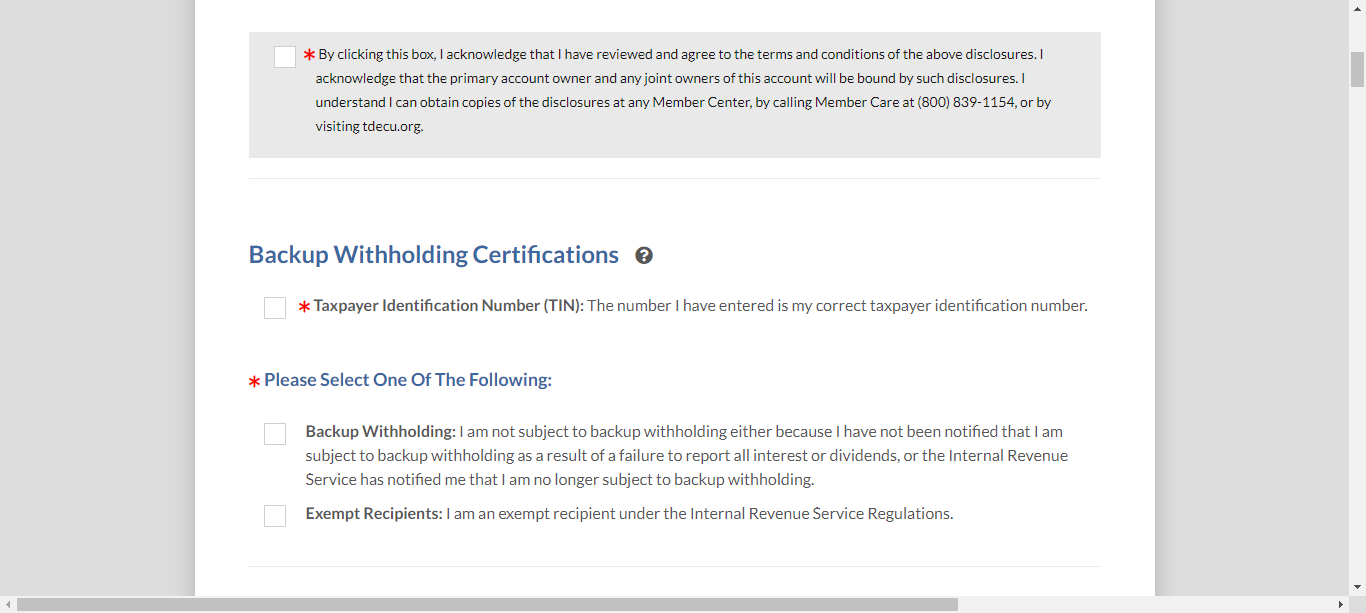 * By clicking this box, I acknowledge that I have reviewed and agree to the terms and conditions of the above disclosures. I
acknowledge that the primary account owner and any joint owners of this account will be bound by such disclosures. I
understand I can obtain copies of the disclosures at any Member Center, by calling Member Care at (800) 839-1154, or by
visiting tdecu.org.
Backup Withholding Certifications ?
* Taxpayer Identification Number (TIN): The number I have entered is my correct taxpayer identification number.
* Please Select One Of The Following:
Backup Withholding: I am not subject to backup withholding either because I have not been notified that I am
subject to backup withholding as a result of a failure to report all interest or dividends, or the Internal Revenue
Service has notified me that I am no longer subject to backup withholding.
Exempt Recipients: I am an exempt recipient under the Internal Revenue Service Regulations.